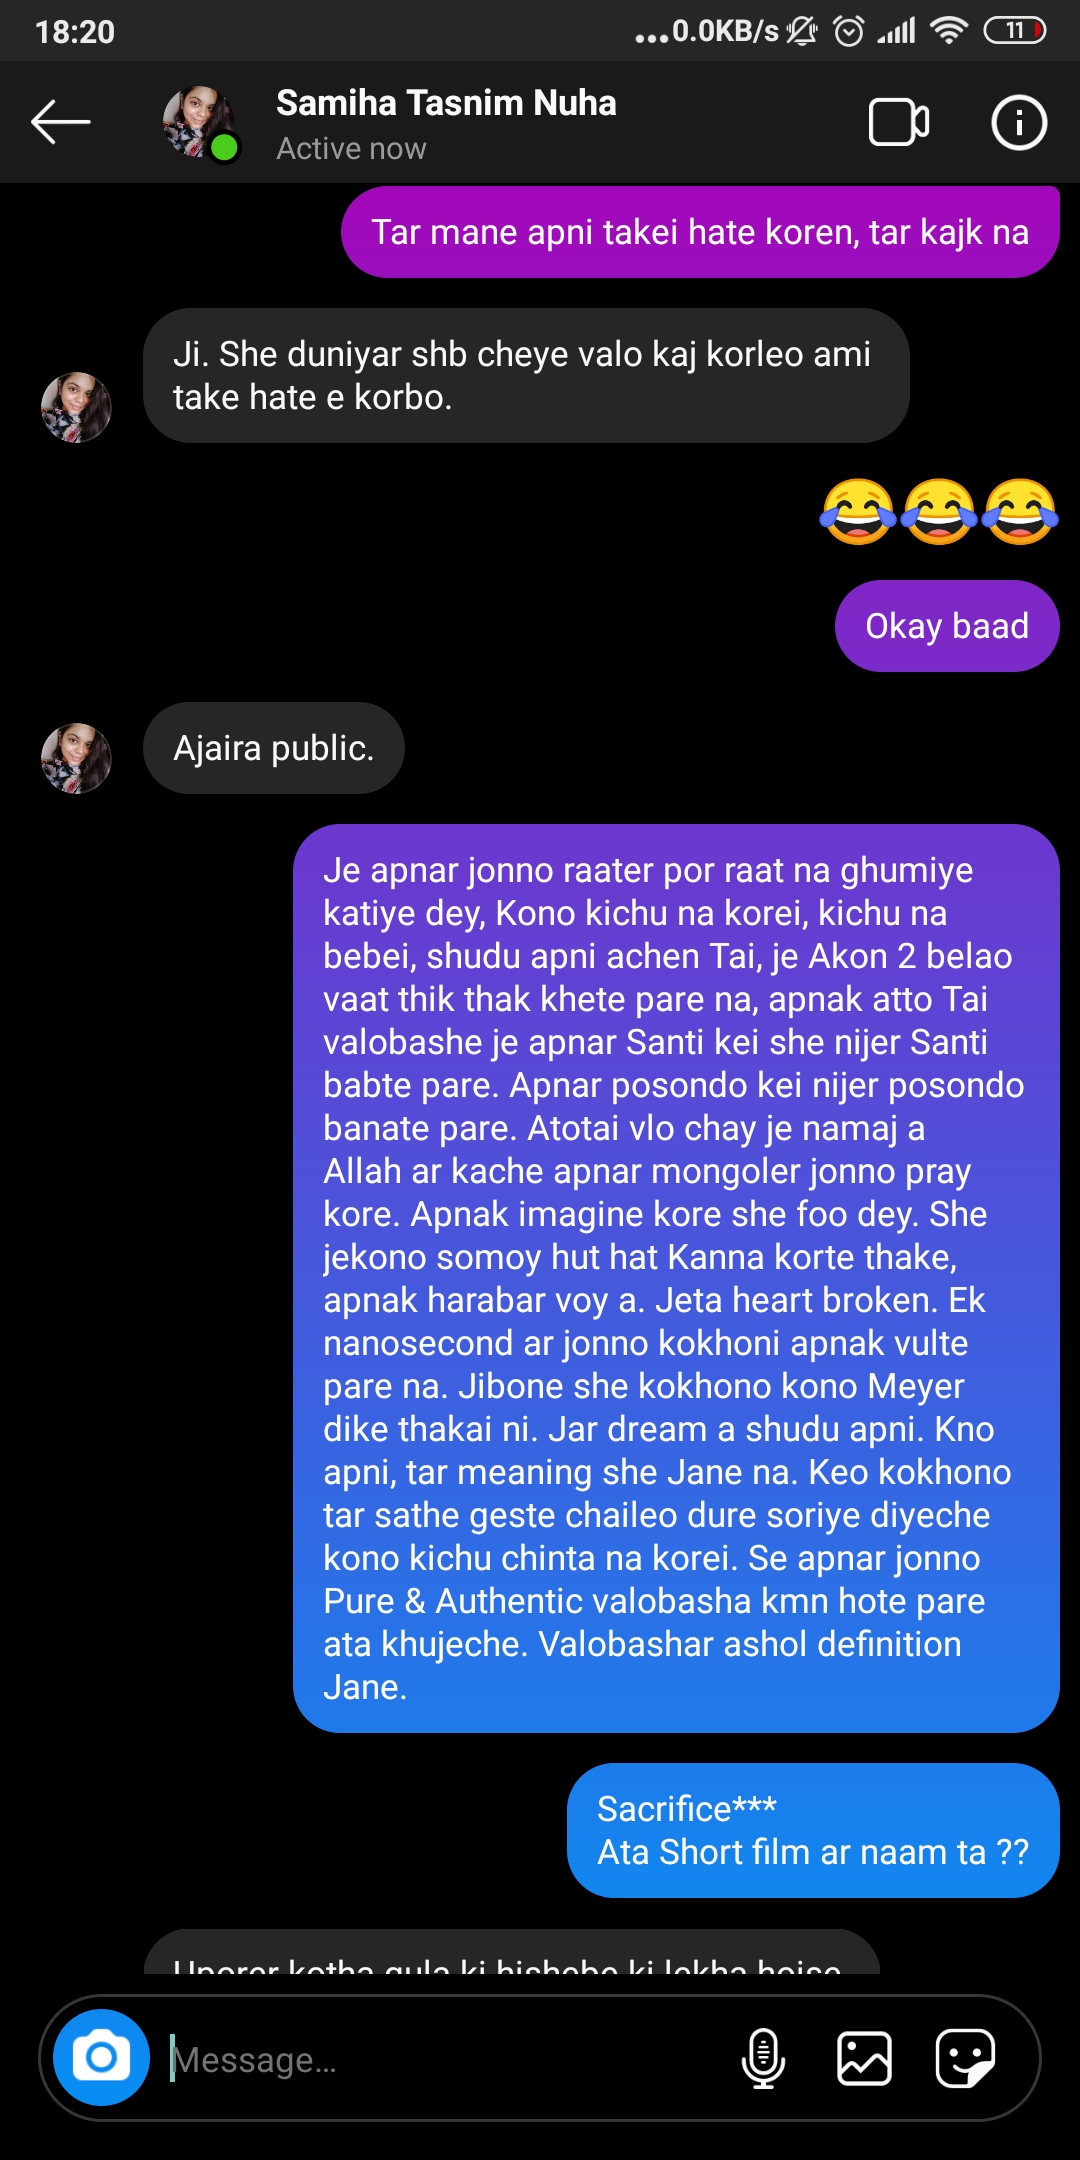 18:20
...0.0KB/s
11
Samiha Tasnim Nuha
Active now
Tar mane apni takei hate koren, tar kajk na
Ji. She duniyar shb cheye valo kaj korleo ami
take hate e korbo.
😂😂😂
Okay baad
Ajaira public.
Je apnar jonno raater por raat na ghumiye
katiye dey, Kono kichu na korei, kichu na
bebei, shudu apni achen Tai, je Akon 2 belao
vaat thik thak khete pare na, apnak atto Tai
valobashe je apnar Santi kei she nijer Santi
babte pare. Apnar posondo kei nijer posondo
banate pare. Atotai vlo chay je namaj a
Allah ar kache apnar mongoler jonno pray
kore. Apnak imagine kore she foo dey. She
jekono somoy hut hat Kanna korte thake,
apnak harabar voy a. Jeta heart broken. Ek
nanosecond ar jonno kokhoni apnak vulte
pare na. Jibone she kokhono kono Meyer
dike thakai ni. Jar dream a shudu apni. Kno
apni, tar meaning she Jane na. Keo kokhono
tar sathe geste chaileo dure soriye diyeche
kono kichu chinta na korei. Se apnar jonno
Pure & Authentic valobasha kmn hote pare
ata khujeche. Valobashar ashol definition
Jane.
Sacrifice***
Ata Short film ar naam ta ??
Uporer kotha gula ki hishebe ki lekha hoise
Message...